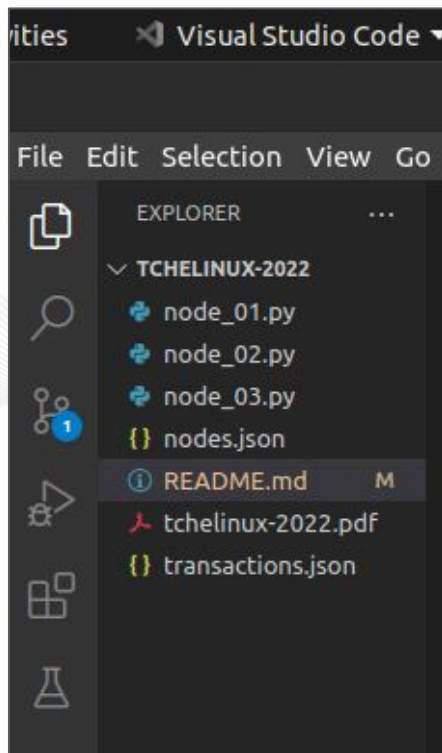 ities Visual Studio Code
File Edit Selection View Go
EXPLORER ...
TCHELINUX-2022
node_01.py
node_02.py
node_03.py
{} nodes.json
1
README.md M
tchelinux-2022.pdf
{} transactions.json